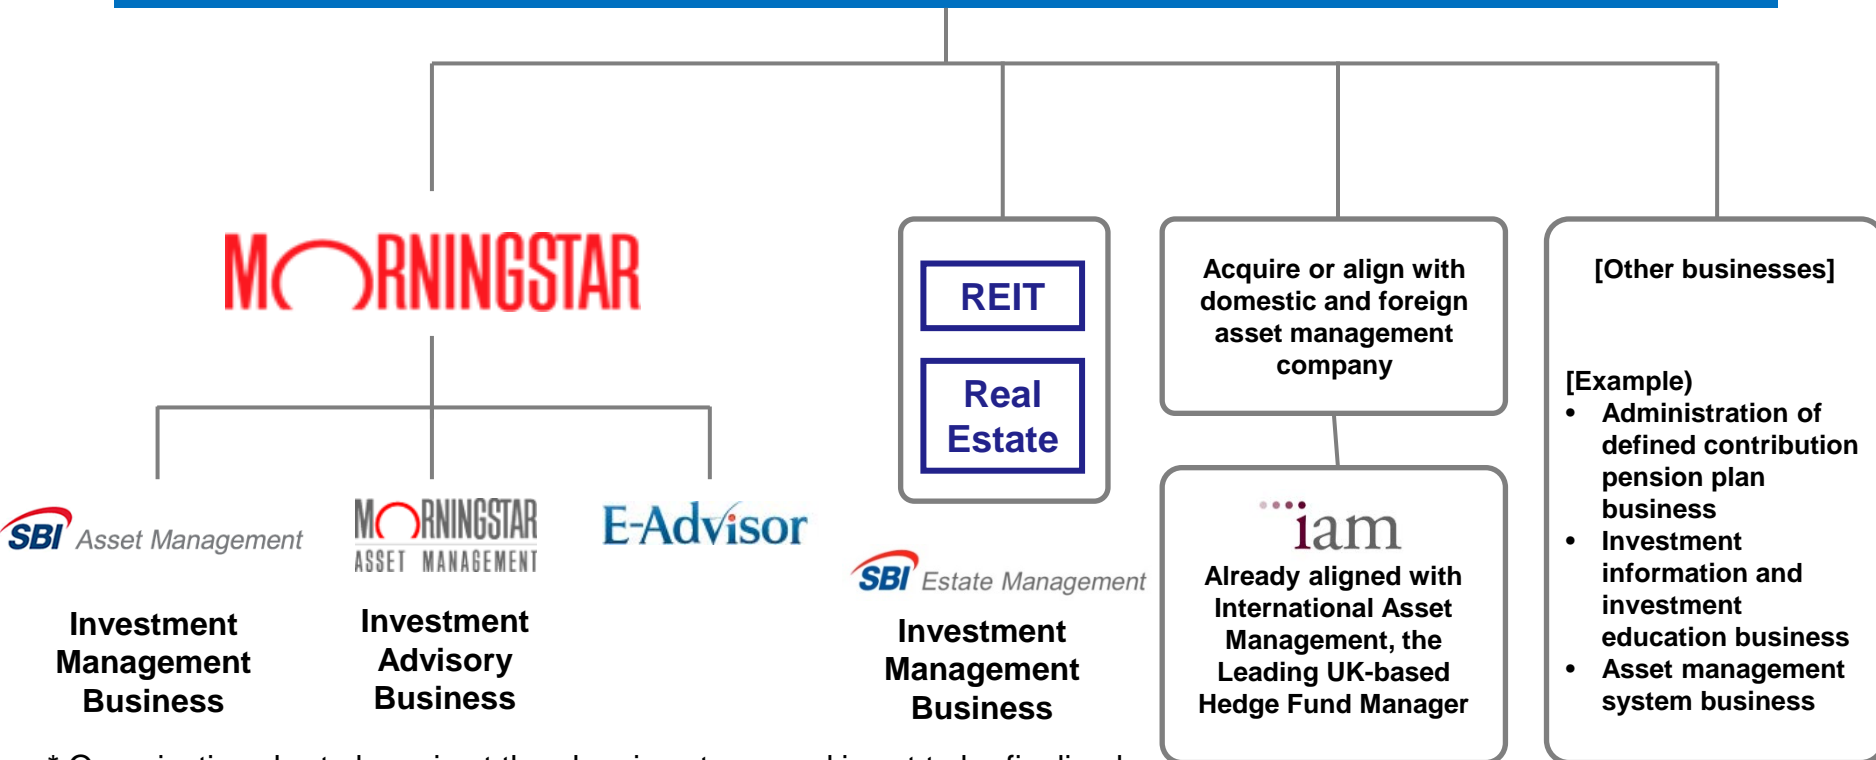 MORNINGSTAR
SBI Asset Management
Investment
Management
Business
MORNINGSTAR
ASSET MANAGEMENT
Investment
Advisory
Business
E-Advisor
REIT
Real
Estate
SBI Estate Management
Investment
Management
Business
Acquire or align with
domestic and foreign
asset management
company
iam
Already aligned with
International Asset
Management, the
Leading UK-based
Hedge Fund Manager
[Other businesses]
[Example)
• Administration of
defined contribution
pension plan
business
• Investment
information and
investment
education business
• Asset management
system business